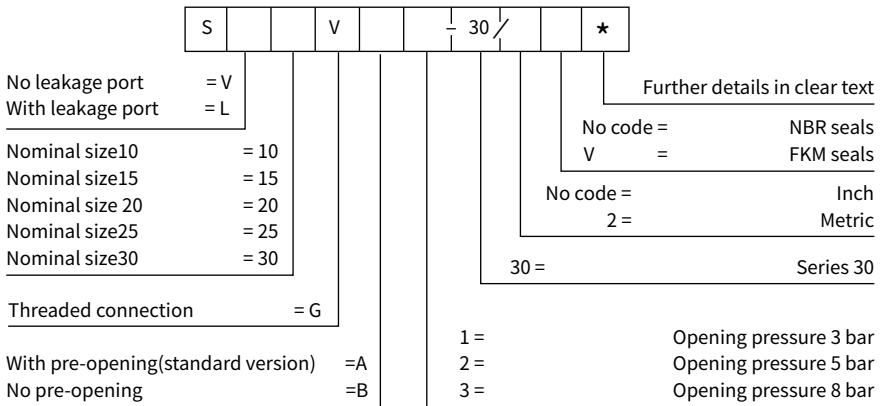 S V – 30 / *
No leakage port = V
With leakage port = L
Nominal size10 = 10
Nominal size15 = 15
Nominal size 20 = 20
Nominal size25 = 25
Nominal size30 = 30
Threaded connection = G
With pre-opening(standard version) =A
No pre-opening =B
Further details in clear text
No code = NBR seals
V = FKM seals
No code = Inch
2 = Metric
30 = Series 30
1 = Opening pressure 3 bar
2 = Opening pressure 5 bar
3 = Opening pressure 8 bar